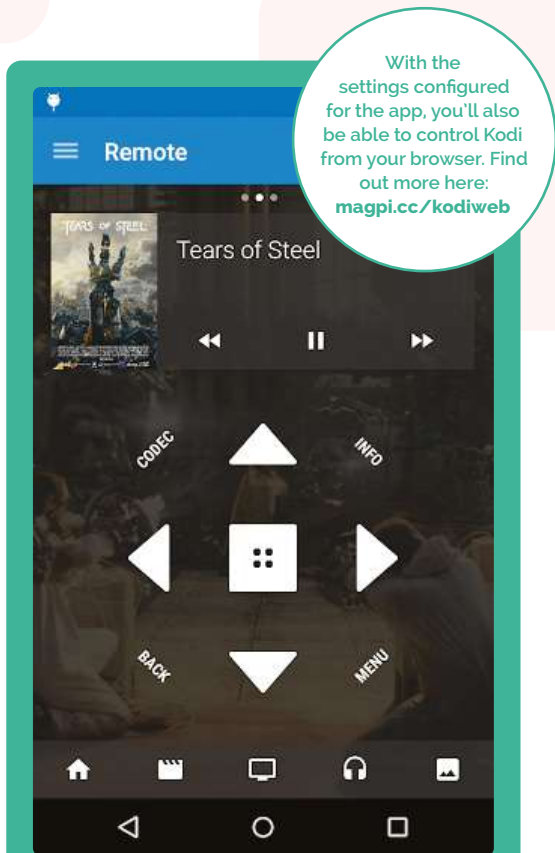 With the
settings configured
for the app, you'll also
be able to control Kodi
from your browser. Find
out more here:
magpi.cc/kodiweb
Remote
TEARS OF STEEL
Tears of Steel
CODEC
INFO
BACK
MENU